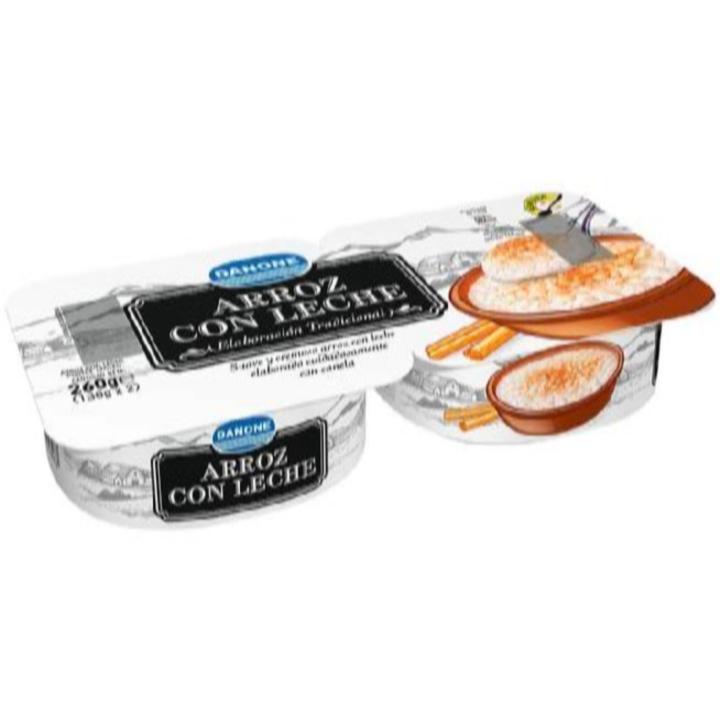 DANONE
ARROZ
CON LECHE
Elaboración Tradicional
Suave y cremoso arroz con leche
elaborado cuidadosamente
con canela
260g
(130g x 2)
DANONE
ARROZ
CON LECHE